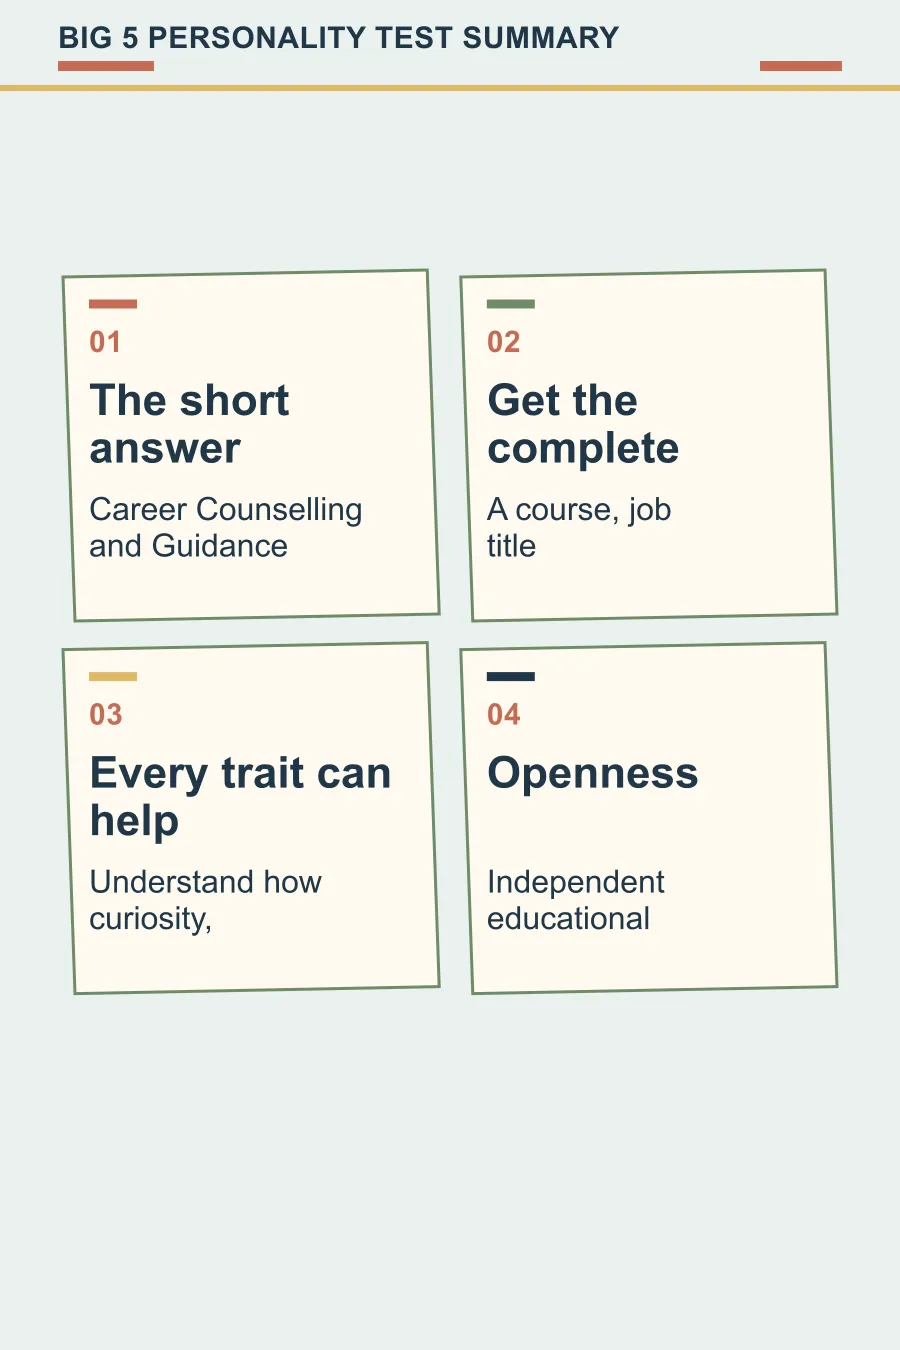 BIG 5 PERSONALITY TEST SUMMARY
01
The short
answer
Career Counselling
and Guidance
02
Get the
complete
A course, job
title
03
Every trait can
help
Understand how
curiosity,
04
Openness
Independent
educational